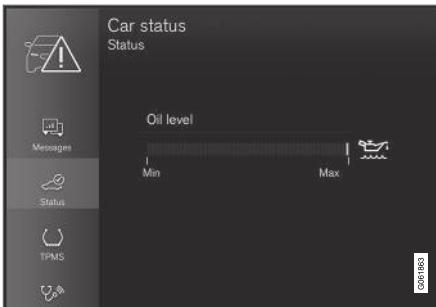 Car status
Status
Messages
Status
TPMS
Oil level
Min Max
G061863